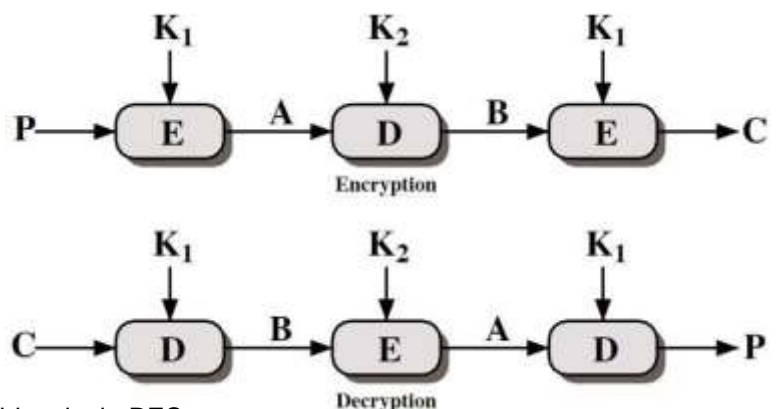 K1 K2 K1
P E A D B E C
Encryption
K1 K2 K1
C D B E A D P
Decryption